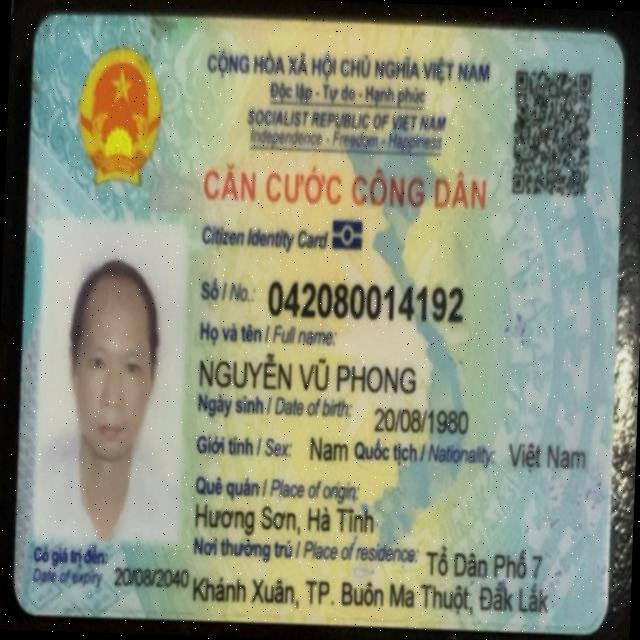 CỘNG HÒA XÃ HỘI CHỦ NGHĨA VIỆT NAM
Độc lập - Tự do - Hạnh phúc
SOCIALIST REPUBLIC OF VIET NAM
Independence - Freedom - Happiness
CĂN CƯỚC CÔNG DÂN
Citizen Identity Card
Số / No.: 042080014192
Họ và tên / Full name:
NGUYỄN VŨ PHONG
Ngày sinh / Date of birth: 20/08/1980
Giới tính / Sex: Nam Quốc tịch / Nationality: Việt Nam
Quê quán / Place of origin:
Hương Sơn, Hà Tĩnh
Nơi thường trú / Place of residence: Tổ Dân Phố 7
Khánh Xuân, TP. Buôn Ma Thuột, Đắk Lắk
Có giá trị đến:
Date of expiry 20/08/2040